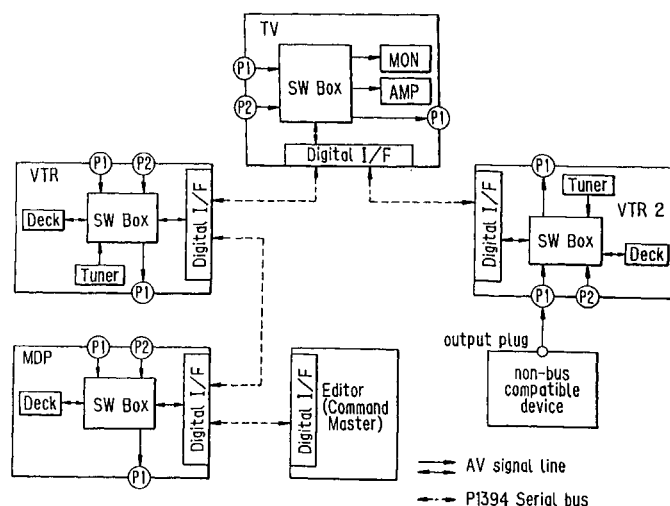 TV
P1
P2
SW Box
MON
AMP
P1
Digital I/F
VTR
P1
P2
Deck
SW Box
Tuner
P1
Digital I/F
P1
Tuner
VTR 2
Digital I/F
SW Box
Deck
P1
P2
output plug
non-bus
compatible
device
MDP
P1
P2
Deck
SW Box
P1
Digital I/F
Digital I/F
Editor
(Command
Master)
AV signal line
P1394 Serial bus